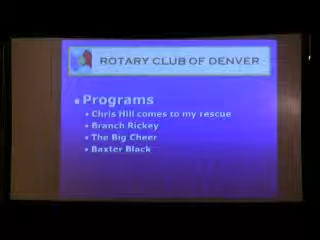 ROTARY CLUB OF DENVER
Programs
Chris Hill comes to my rescue
Branch Rickey
The Big Cheer
Baxter Black